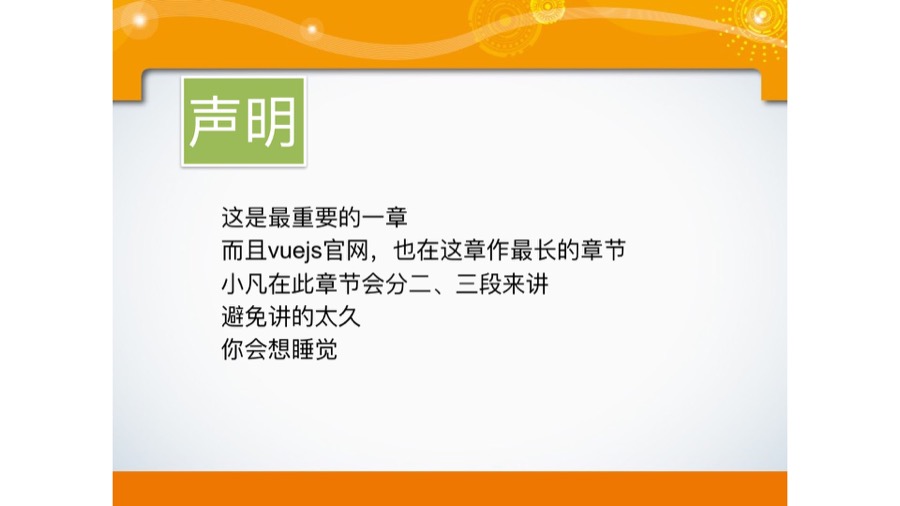 声明
这是最重要的一章
而且vuejs官网，也在这章作最长的章节
小凡在此章节会分二、三段来讲
避免讲的太久
你会想睡觉